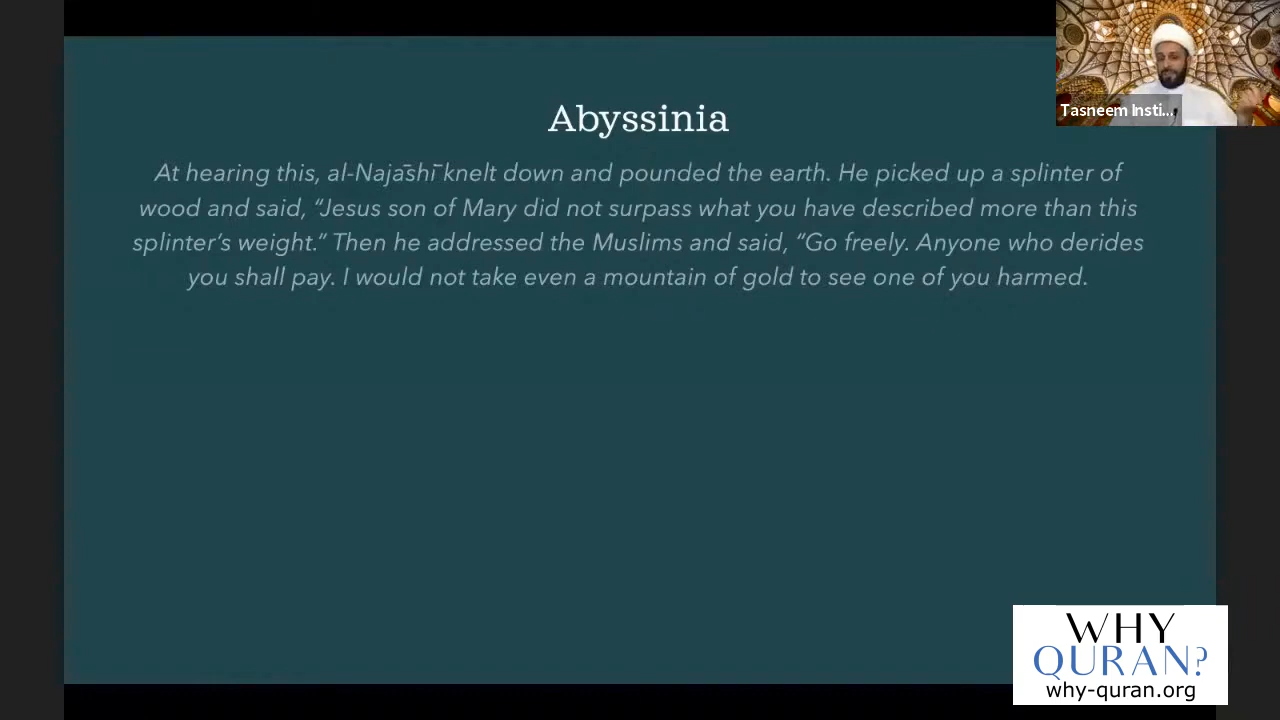 Tasneem Insti...
Abyssinia
At hearing this, al-Najāshī knelt down and pounded the earth. He picked up a splinter of
wood and said, “Jesus son of Mary did not surpass what you have described more than this
splinter’s weight.” Then he addressed the Muslims and said, “Go freely. Anyone who derides
you shall pay. I would not take even a mountain of gold to see one of you harmed.
WHY
QURAN?
why-quran.org